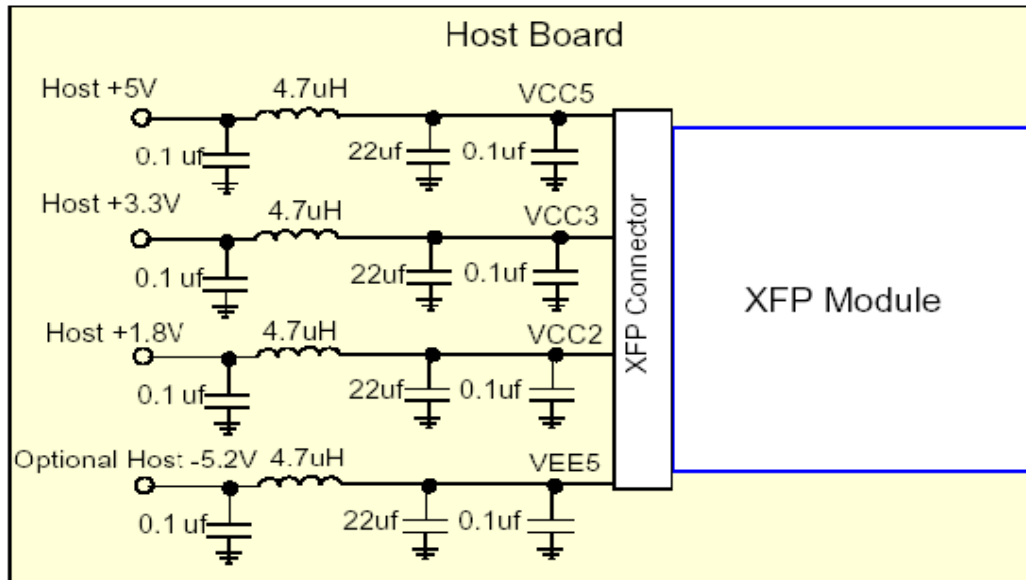 Host Board
Host +5V
4.7uH
VCC5
0.1 uf
22uf
0.1uf
Host +3.3V
4.7uH
VCC3
0.1 uf
22uf
0.1uf
Host +1.8V
4.7uH
VCC2
0.1 uf
22uf
0.1uf
Optional Host -5.2V
4.7uH
VEE5
0.1 uf
22uf
0.1uf
XFP Connector
XFP Module